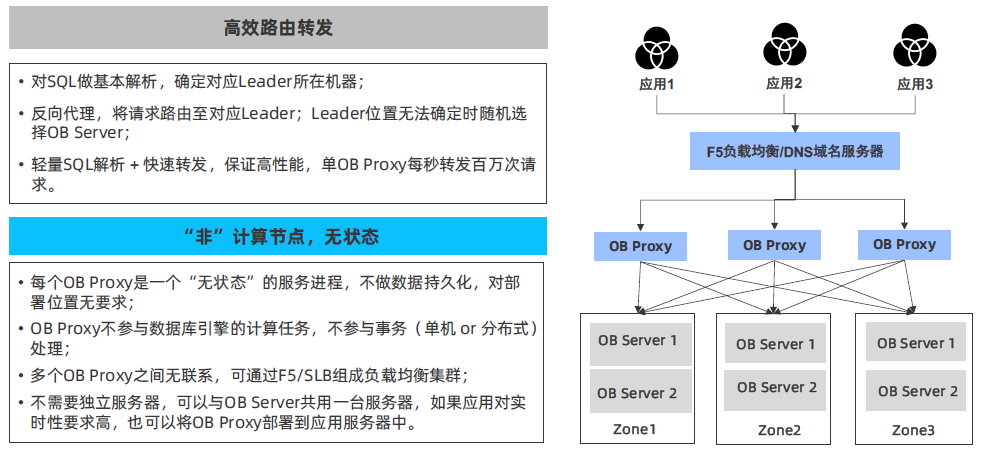 高效路由转发
• 对SQL做基本解析，确定对应Leader所在机器；
• 反向代理，将请求路由至对应Leader；Leader位置无法确定时随机选
择OB Server；
• 轻量SQL解析 + 快速转发，保证高性能，单OB Proxy每秒转发百万次请
求。
“非”计算节点，无状态
• 每个OB Proxy是一个“无状态”的服务进程，不做数据持久化，对部
署位置无要求；
• OB Proxy不参与数据库引擎的计算任务，不参与事务（单机 or 分布式）
处理；
• 多个OB Proxy之间无联系，可通过F5/SLB组成负载均衡集群；
• 不需要独立服务器，可以与OB Server共用一台服务器，如果应用对实
时性要求高，也可以将OB Proxy部署到应用服务器中。
应用1
应用2
应用3
F5负载均衡/DNS域名服务器
OB Proxy
OB Proxy
OB Proxy
OB Server 1
OB Server 2
Zone1
OB Server 1
OB Server 2
Zone2
OB Server 1
OB Server 2
Zone3